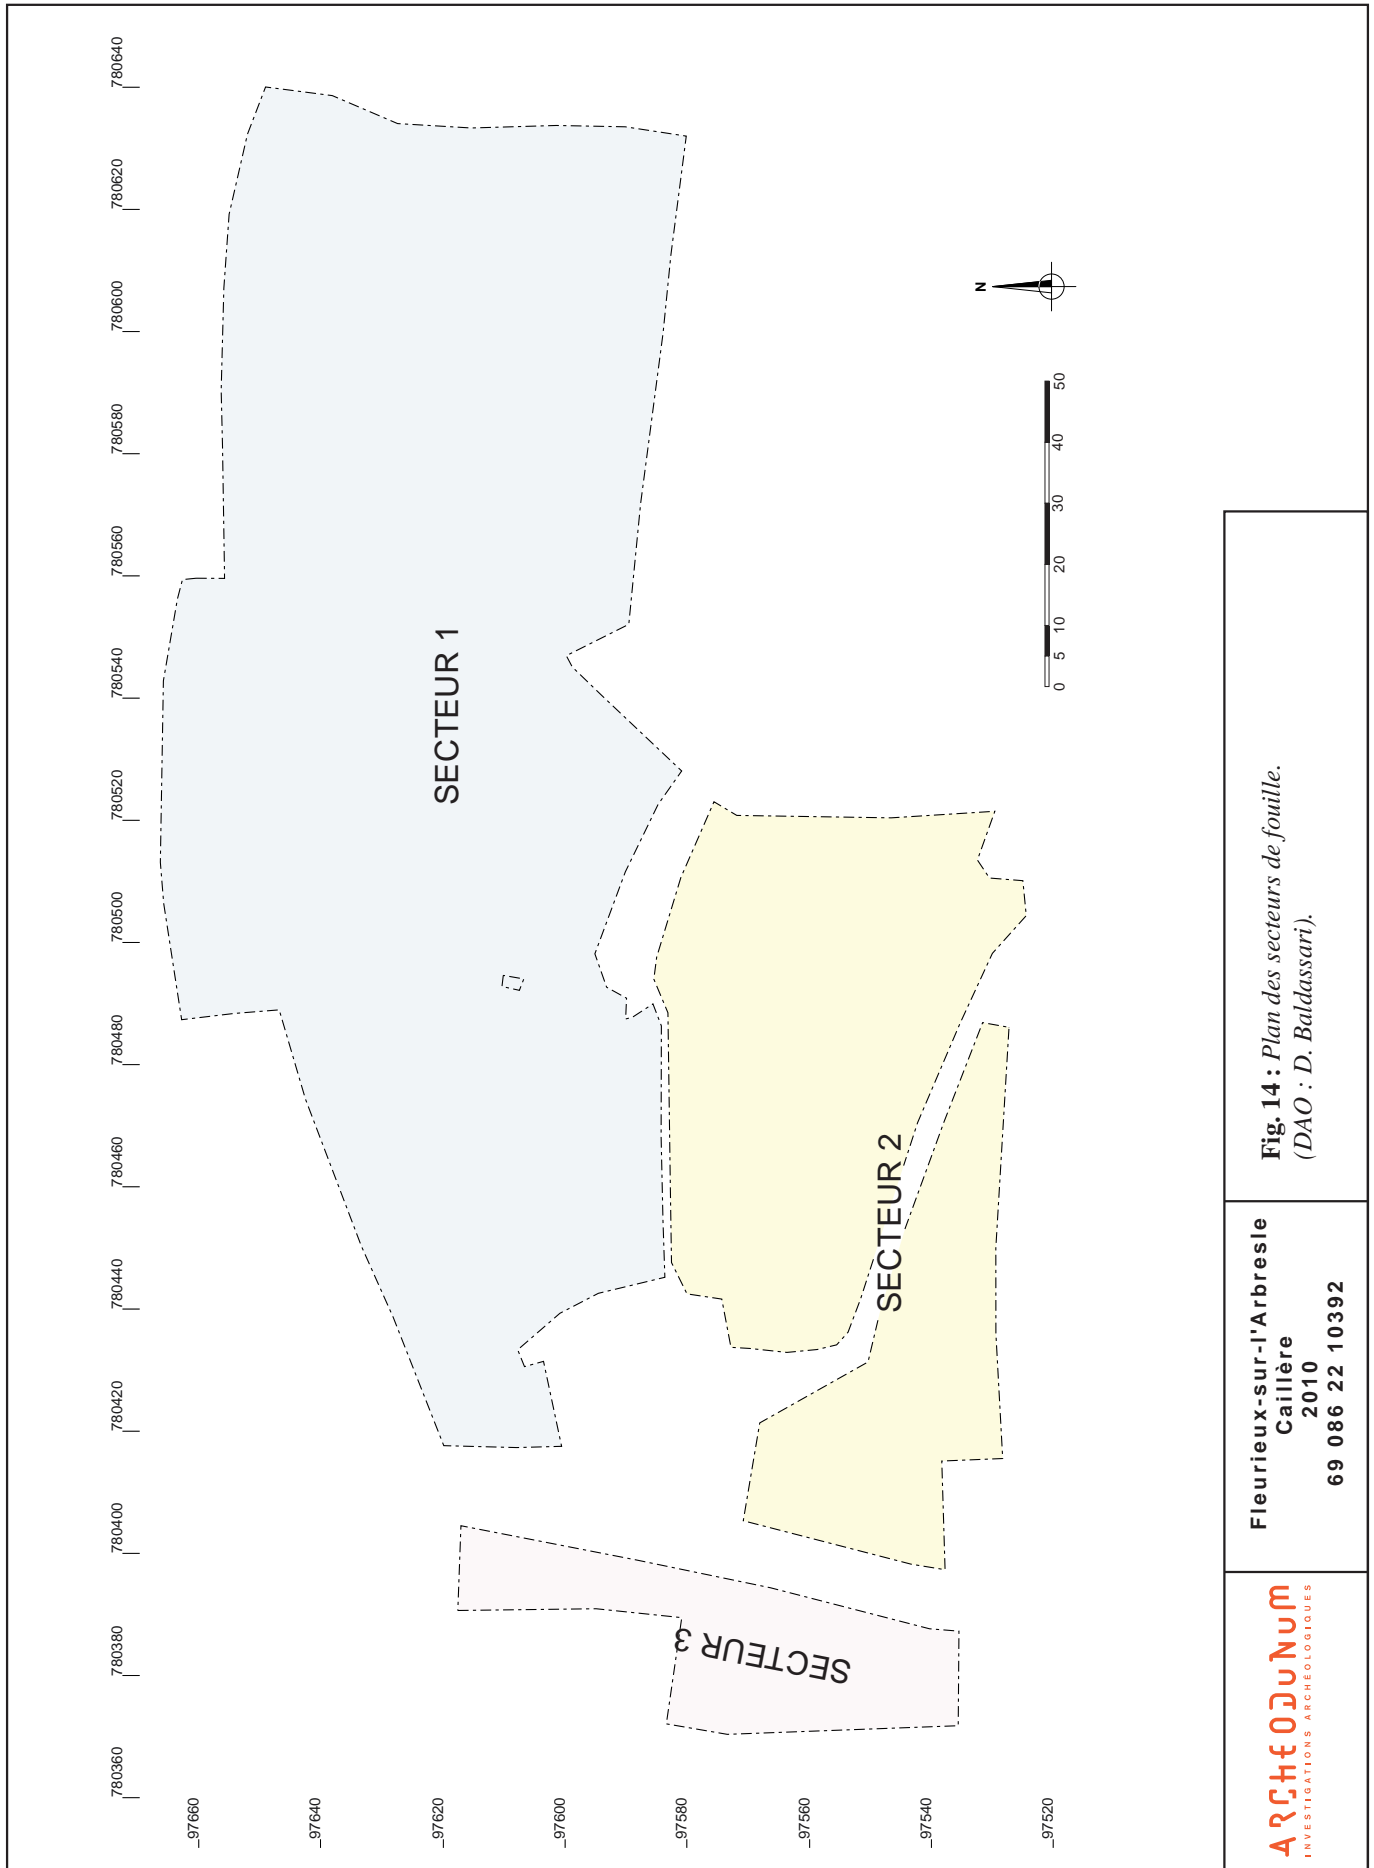 780640
780620
780600
780580
780560
780540
780520
780500
780480
780460
780440
780420
780400
780380
780360
97660
97640
97620
97600
97580
97560
97540
97520
SECTEUR 1
SECTEUR 2
SECTEUR 3
N
0 5 10 20 30 40 50
ARCHEODUNUM
INVESTIGATIONS ARCHÉOLOGIQUES
Fleurieux-sur-l'Arbresle
Caillère
2010
69 086 22 10392
Fig. 14 : Plan des secteurs de fouille.
(DAO : D. Baldassari).